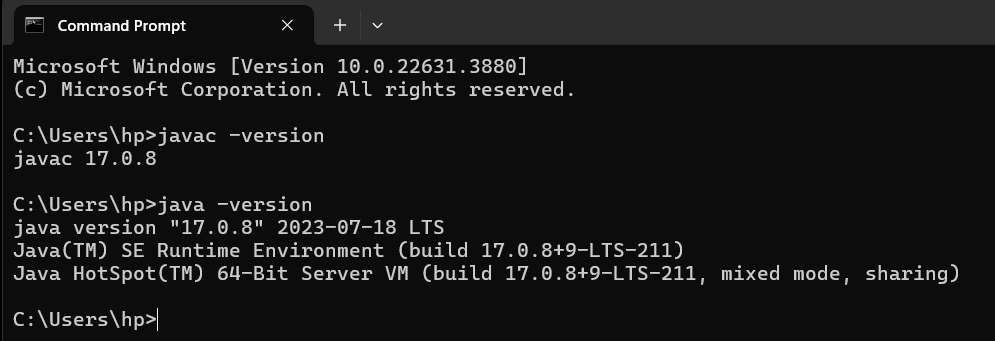 Command Prompt
Microsoft Windows [Version 10.0.22631.3880]
(c) Microsoft Corporation. All rights reserved.
C:\Users\hp>javac -version
javac 17.0.8
C:\Users\hp>java -version
java version "17.0.8" 2023-07-18 LTS
Java(TM) SE Runtime Environment (build 17.0.8+9-LTS-211)
Java HotSpot(TM) 64-Bit Server VM (build 17.0.8+9-LTS-211, mixed mode, sharing)
C:\Users\hp>